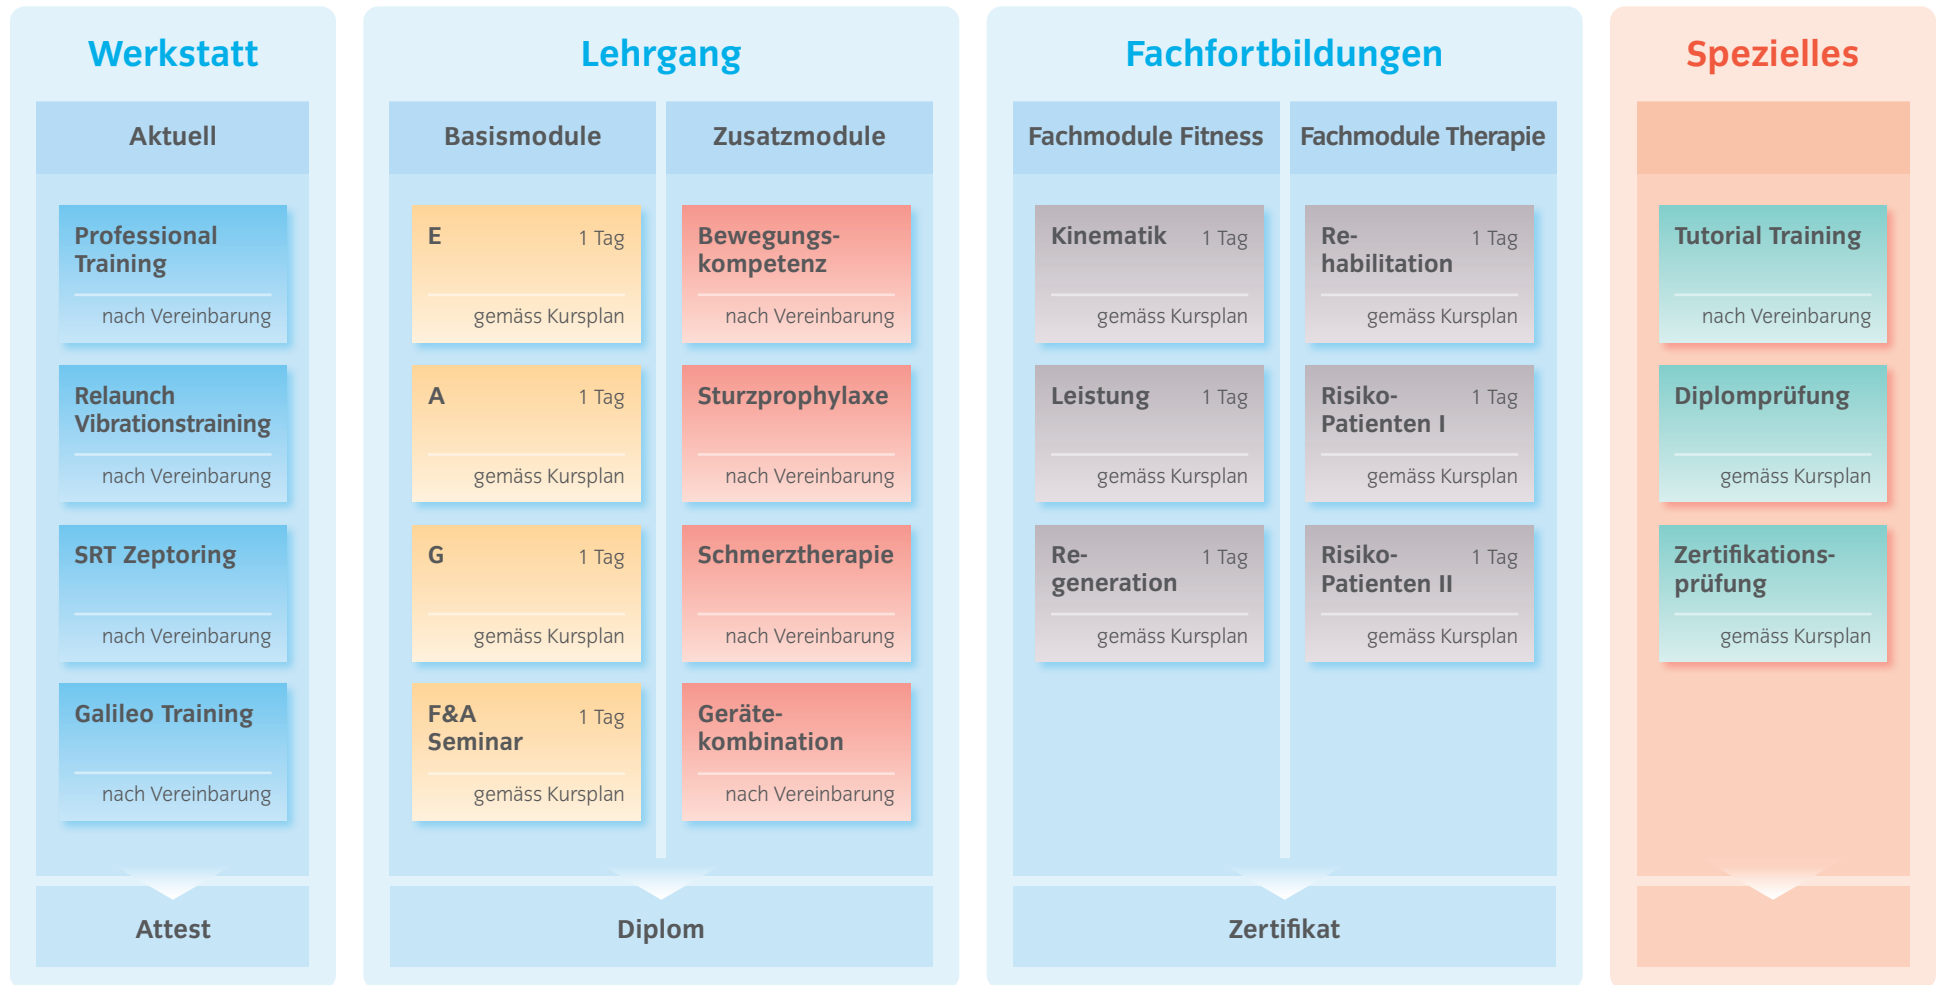 Werkstatt
Aktuell
Professional
Training
nach Vereinbarung
Relaunch
Vibrationstraining
nach Vereinbarung
SRT Zeptoring
nach Vereinbarung
Galileo Training
nach Vereinbarung
Attest
Lehrgang
Basismodule
E 1 Tag
gemäss Kursplan
A 1 Tag
gemäss Kursplan
G 1 Tag
gemäss Kursplan
F&A 1 Tag
Seminar
gemäss Kursplan
Zusatzmodule
Bewegungs-
kompetenz
nach Vereinbarung
Sturzprophylaxe
nach Vereinbarung
Schmerztherapie
nach Vereinbarung
Geräte-
kombination
nach Vereinbarung
Diplom
Fachfortbildungen
Fachmodule Fitness
Kinematik 1 Tag
gemäss Kursplan
Leistung 1 Tag
gemäss Kursplan
Re- 1 Tag
generation
gemäss Kursplan
Fachmodule Therapie
Re- 1 Tag
habilitation
gemäss Kursplan
Risiko- 1 Tag
Patienten I
gemäss Kursplan
Risiko- 1 Tag
Patienten II
gemäss Kursplan
Zertifikat
Spezielles
Tutorial Training
nach Vereinbarung
Diplomprüfung
gemäss Kursplan
Zertifikations-
prüfung
gemäss Kursplan